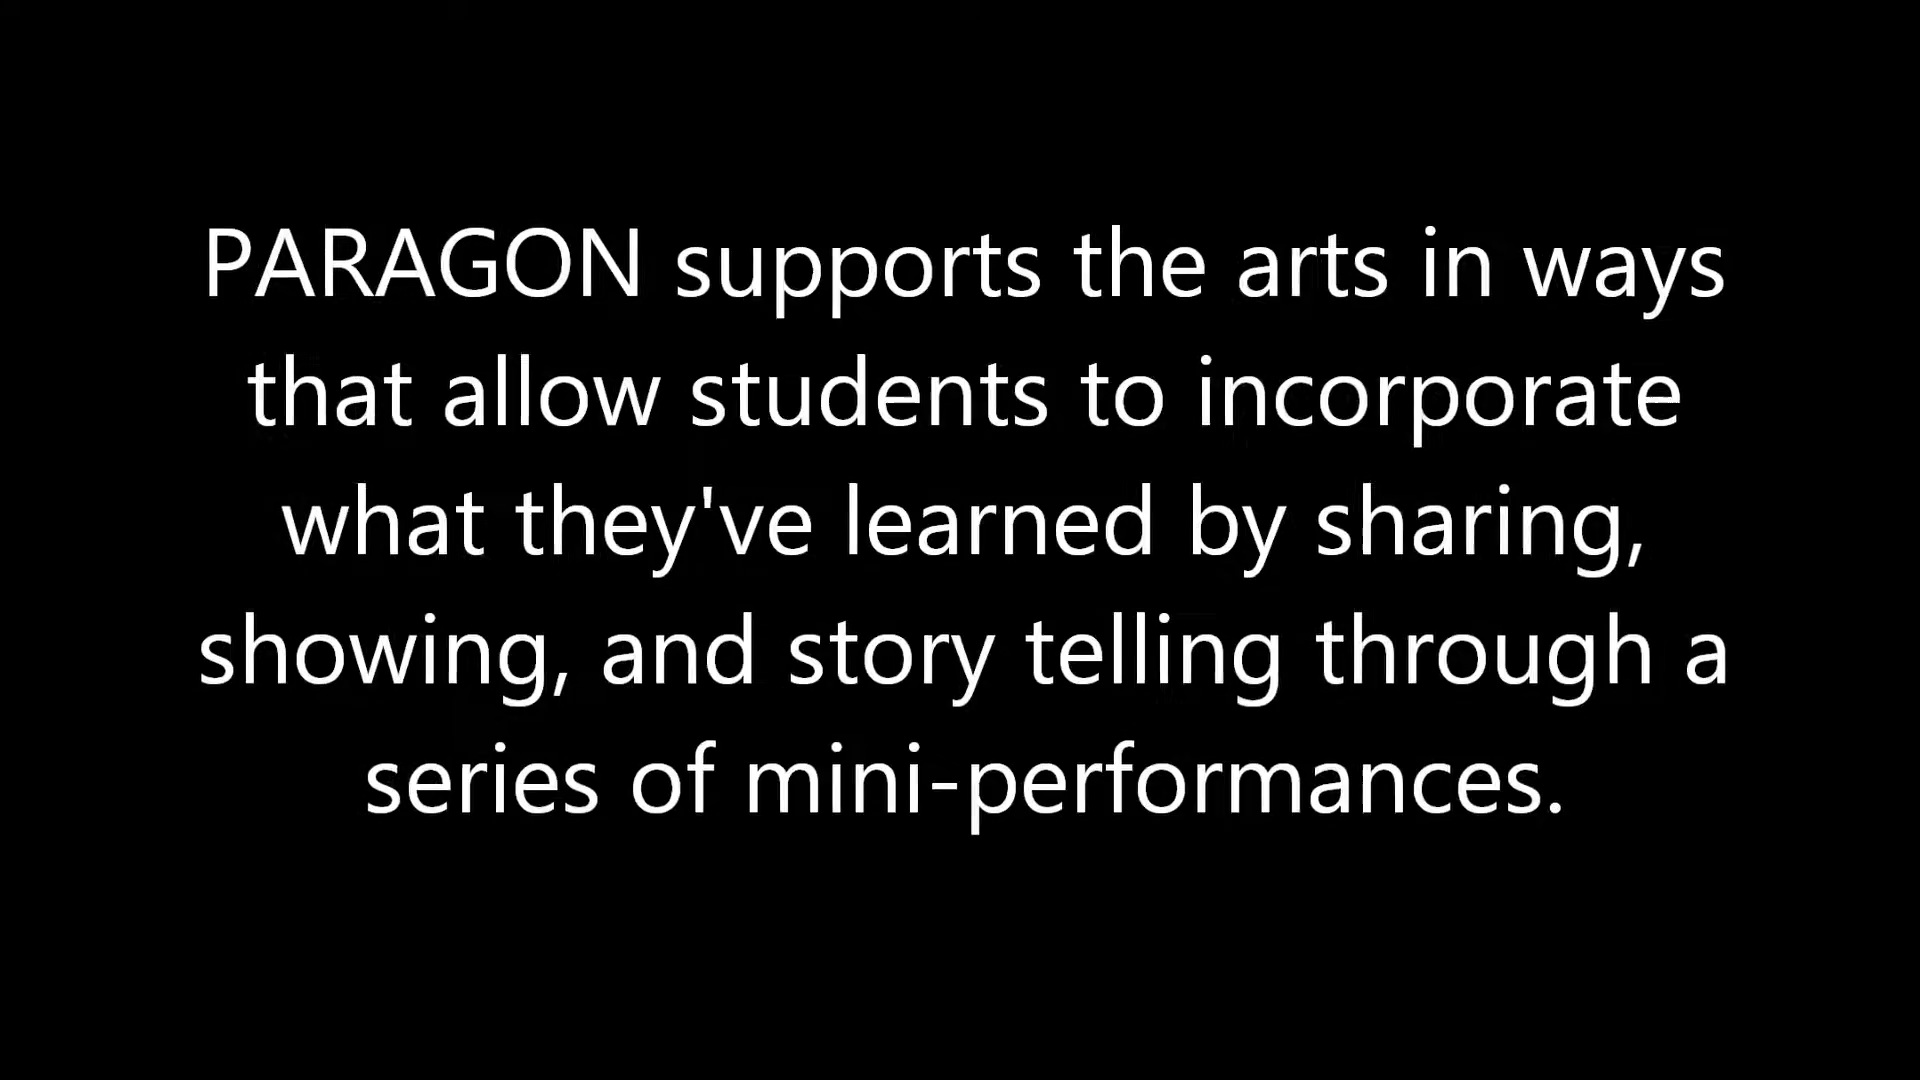 PARAGON supports the arts in ways
that allow students to incorporate
what they've learned by sharing,
showing, and story telling through a
series of mini-performances.